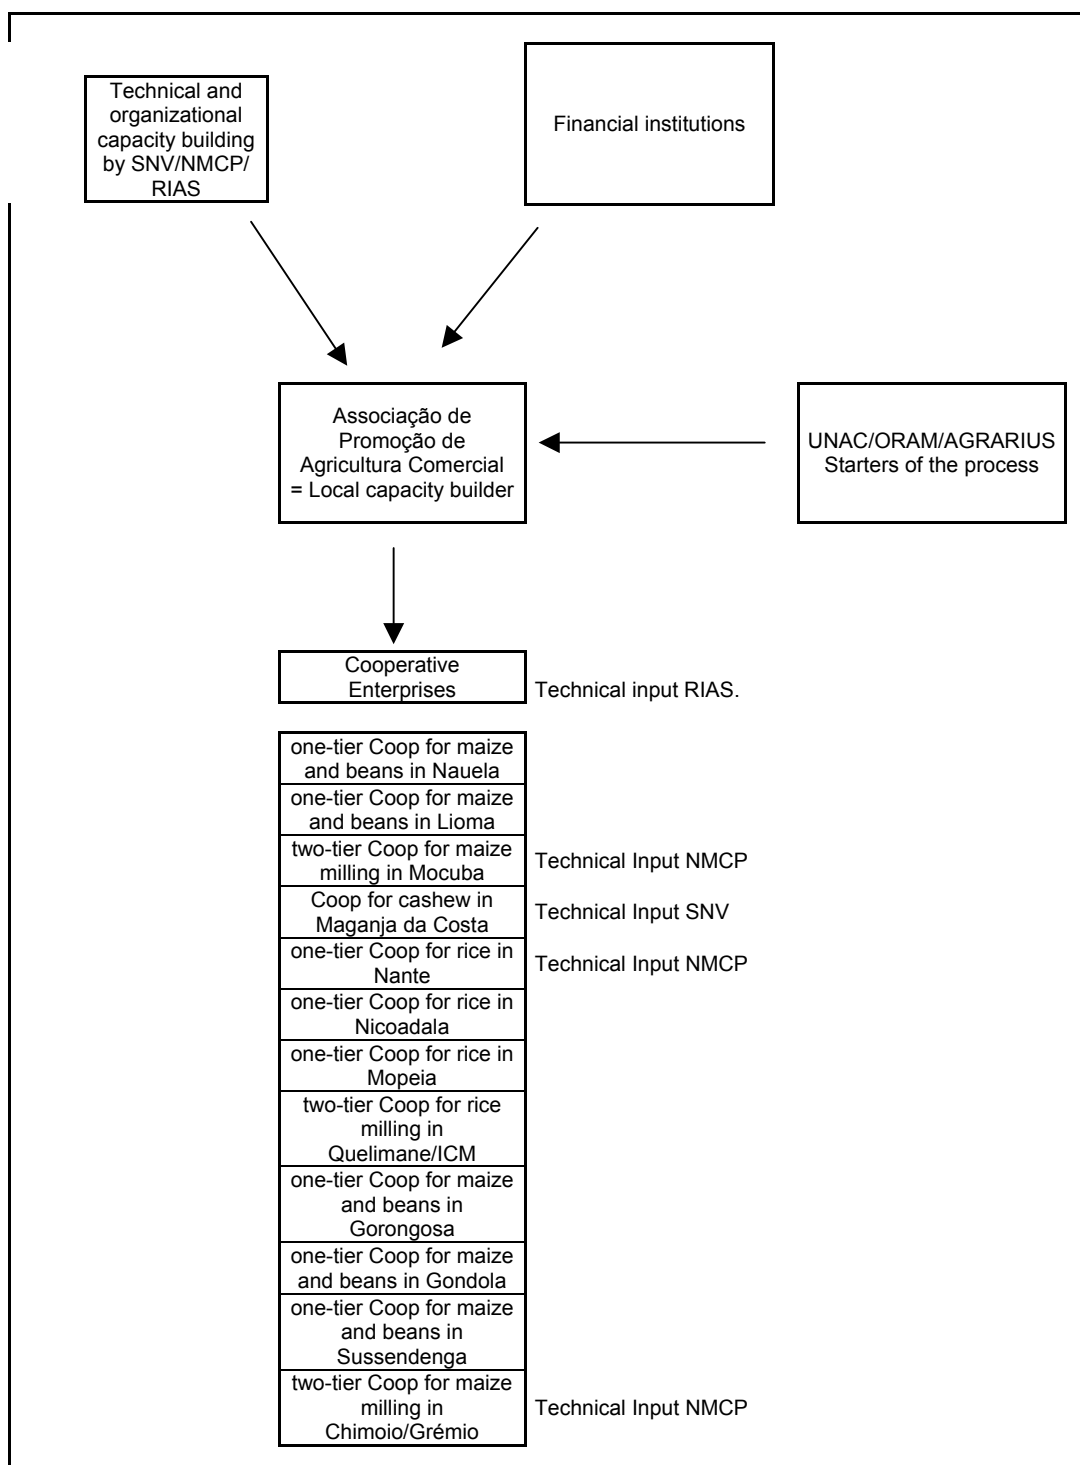 Technical and
organizational
capacity building
by SNV/NMCP/
RIAS
Financial institutions
Associação de
Promoção de
Agricultura Comercial
= Local capacity builder
UNAC/ORAM/AGRARIUS
Starters of the process
Cooperative
Enterprises
Technical input RIAS.
one-tier Coop for maize
and beans in Nauela
one-tier Coop for maize
and beans in Lioma
two-tier Coop for maize
milling in Mocuba
Technical Input NMCP
Coop for cashew in
Maganja da Costa
Technical Input SNV
one-tier Coop for rice in
Nante
Technical Input NMCP
one-tier Coop for rice in
Nicoadala
one-tier Coop for rice in
Mopeia
two-tier Coop for rice
milling in
Quelimane/ICM
one-tier Coop for maize
and beans in
Gorongosa
one-tier Coop for maize
and beans in Gondola
one-tier Coop for maize
and beans in
Sussendenga
two-tier Coop for maize
milling in
Chimoio/Grémio
Technical Input NMCP